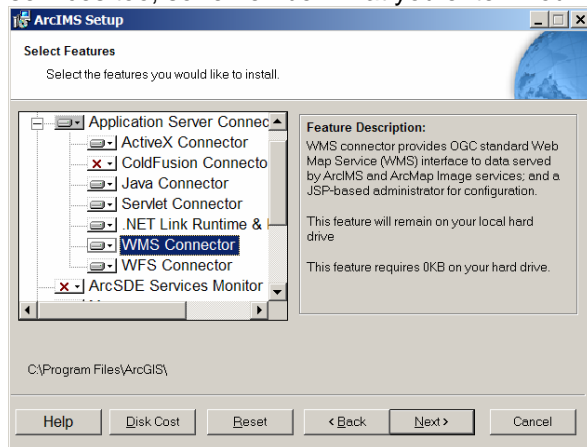 ArcIMS Setup
Select Features
Select the features you would like to install.
Application Server Connec
ActiveX Connector
ColdFusion Connecto
Java Connector
Servlet Connector
.NET Link Runtime &
WMS Connector
WFS Connector
ArcSDE Services Monitor
Feature Description:
WMS connector provides OGC standard Web
Map Service (WMS) interface to data served
by ArcIMS and ArcMap Image services; and a
JSP-based administrator for configuration.
This feature will remain on your local hard
drive
This feature requires 0KB on your hard drive.
C:\Program Files\ArcGIS\
Help
Disk Cost
Reset
< Back
Next >
Cancel